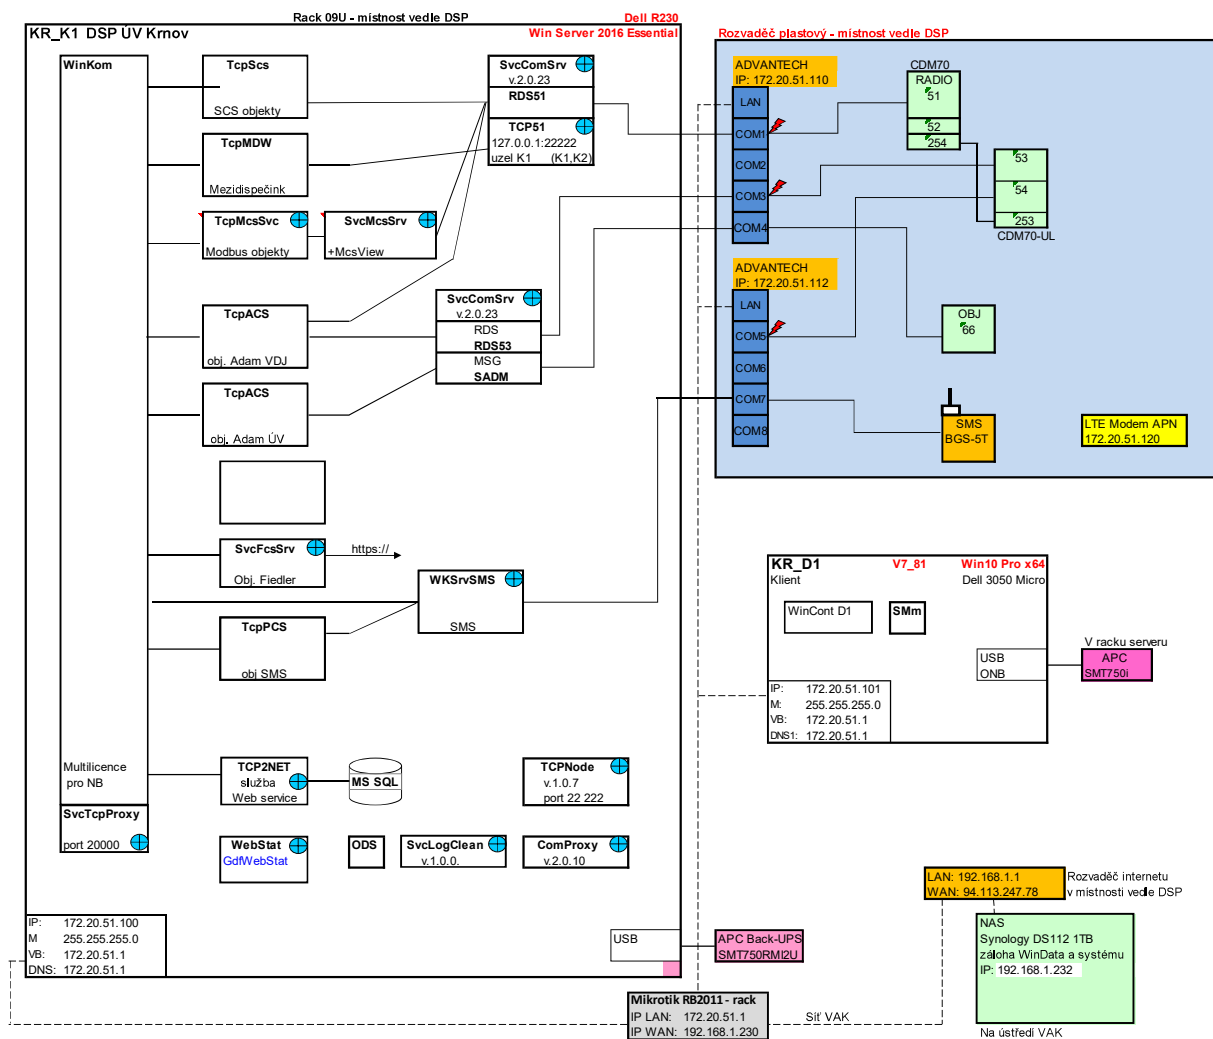 Rack 09U - místnost vedle DSP
Dell R230
KR_K1 DSP ÚV Krnov
Win Server 2016 Essential
WinKom
TcpScs
SCS objekty
TcpMDW
Mezidispečink
TcpMcsSvc
Modbus objekty
SvcMcsSrv
+McsView
TcpACS
obj. Adam VDJ
TcpACS
obj. Adam ÚV
SvcComSrv
v.2.0.23
RDS51
TCP51
127.0.0.1:22222
uzel K1 (K1,K2)
SvcComSrv
v.2.0.23
RDS
RDS53
MSG
SADM
SvcFcsSrv
Obj. Fiedler
https://
WKSrvSMS
SMS
TcpPCS
obj SMS
Multilicence
pro NB
SvcTcpProxy
port 20000
TCP2NET
služba
Web service
MS SQL
TCPNode
v.1.0.7
port 22 222
WebStat
GdfWebStat
ODS
SvcLogClean
v.1.0.0.
ComProxy
v.2.0.10
IP: 172.20.51.100
M 255.255.255.0
VB: 172.20.51.1
DNS: 172.20.51.1
USB
APC Back-UPS
SMT750RMI2U
Rozvaděč plastový - místnost vedle DSP
ADVANTECH
IP: 172.20.51.110
LAN
COM1
COM2
COM3
COM4
ADVANTECH
IP: 172.20.51.112
LAN
COM5
COM6
COM7
COM8
CDM70
RADIO
51
52
254
53
54
253
CDM70-UL
OBJ
66
SMS
BGS-5T
LTE Modem APN
172.20.51.120
KR_D1
V7_81
Win10 Pro x64
Klient
Dell 3050 Micro
WinCont D1
SMm
USB
ONB
V racku serveru
APC
SMT750i
IP: 172.20.51.101
M: 255.255.255.0
VB: 172.20.51.1
DNS1: 172.20.51.1
LAN: 192.168.1.1
WAN: 94.113.247.78
Rozvaděč internetu
v místnosti vedle DSP
NAS
Synology DS112 1TB
záloha WinData a systému
IP: 192.168.1.232
Na ústředí VAK
Mikrotik RB2011 - rack
IP LAN: 172.20.51.1
IP WAN: 192.168.1.230
Síť VAK